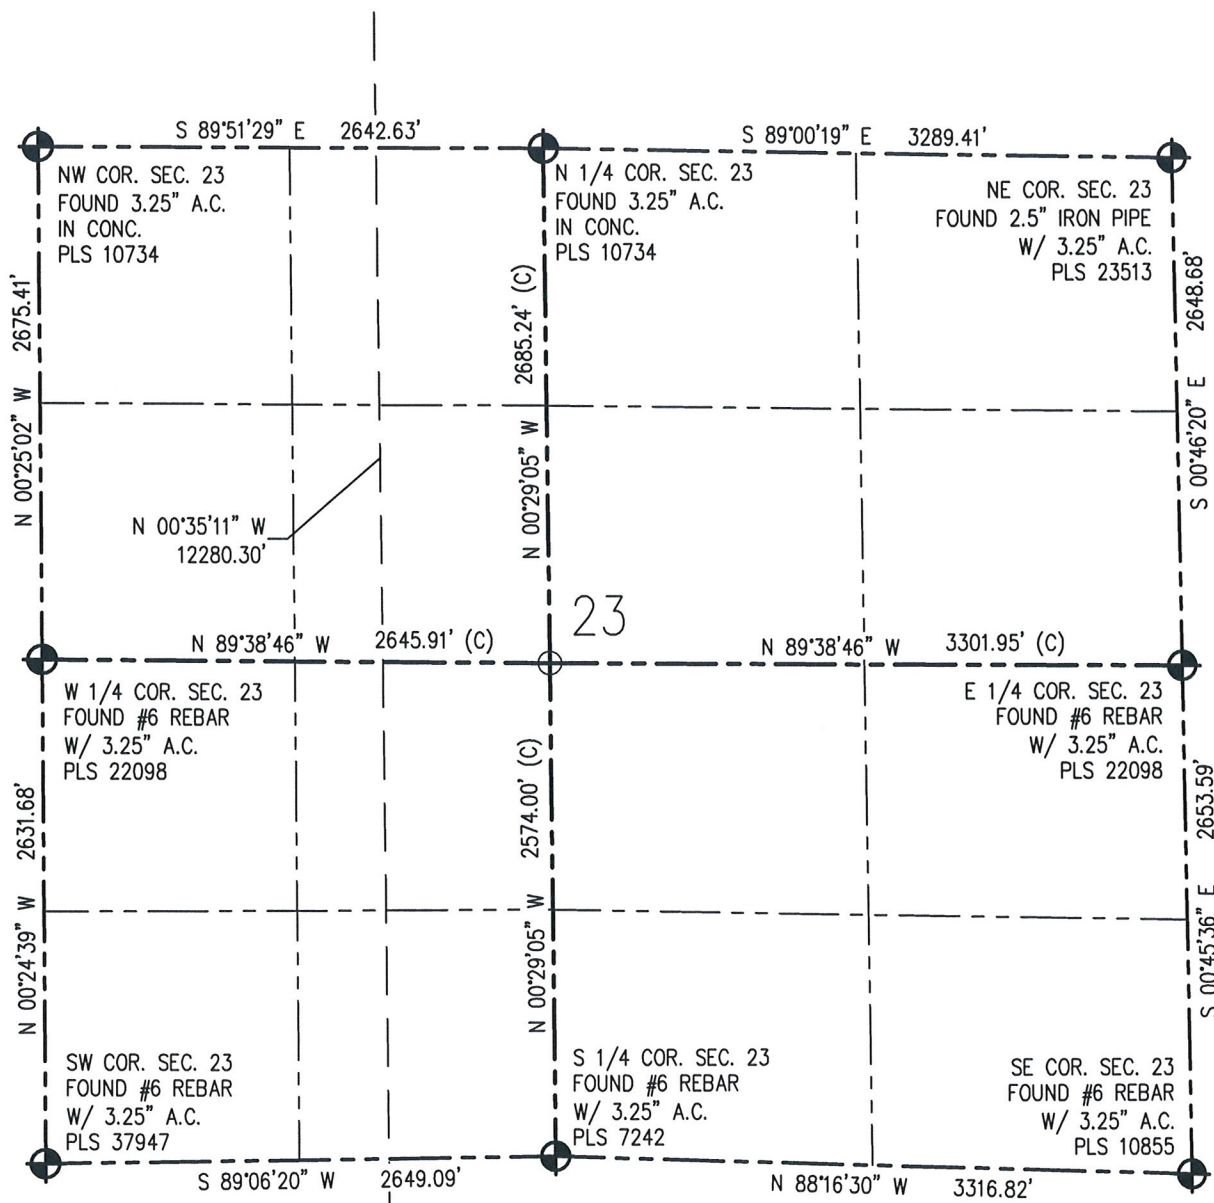 S 89°51'29" E 2642.63'
S 89°00'19" E 3289.41'
NW COR. SEC. 23
FOUND 3.25" A.C.
IN CONC.
PLS 10734
N 1/4 COR. SEC. 23
FOUND 3.25" A.C.
IN CONC.
PLS 10734
NE COR. SEC. 23
FOUND 2.5" IRON PIPE
W/ 3.25" A.C.
PLS 23513
N 00°25'02" W 2675.41'
N 00°29'05" W 2685.24' (C)
S 00°46'20" E 2648.68'
N 00°35'11" W
12280.30'
23
N 89°38'46" W 2645.91' (C)
N 89°38'46" W 3301.95' (C)
W 1/4 COR. SEC. 23
FOUND #6 REBAR
W/ 3.25" A.C.
PLS 22098
E 1/4 COR. SEC. 23
FOUND #6 REBAR
W/ 3.25" A.C.
PLS 22098
N 00°24'39" W 2631.68'
N 00°29'05" W 2574.00' (C)
S 00°45'36" E 2653.59'
SW COR. SEC. 23
FOUND #6 REBAR
W/ 3.25" A.C.
PLS 37947
S 1/4 COR. SEC. 23
FOUND #6 REBAR
W/ 3.25" A.C.
PLS 7242
SE COR. SEC. 23
FOUND #6 REBAR
W/ 3.25" A.C.
PLS 10855
S 89°06'20" W 2649.09'
N 88°16'30" W 3316.82'